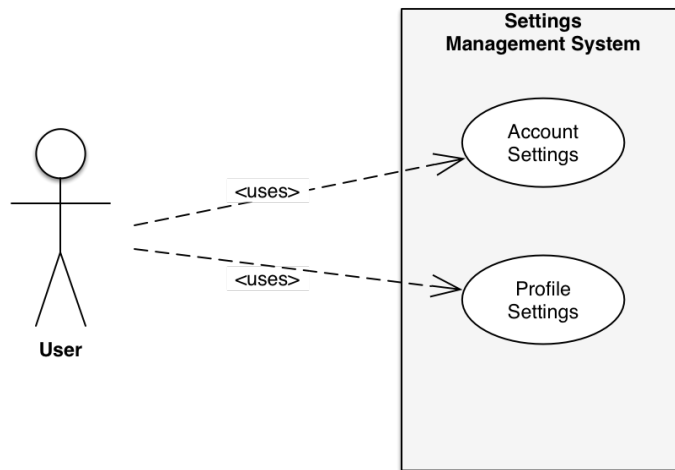 Settings
Management System
Account
Settings
<uses>
<uses>
Profile
Settings
User